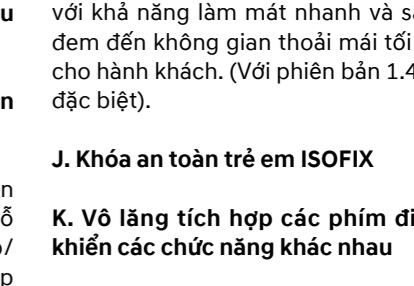 u
n
n
ỗ
p
với khả năng làm mát nhanh và
đem đến không gian thoải mái tối
cho hành khách. (Với phiên bản 1.4
đặc biệt).
J. Khóa an toàn trẻ em ISOFIX
K. Vô lăng tích hợp các phím
khiển các chức năng khác nhau